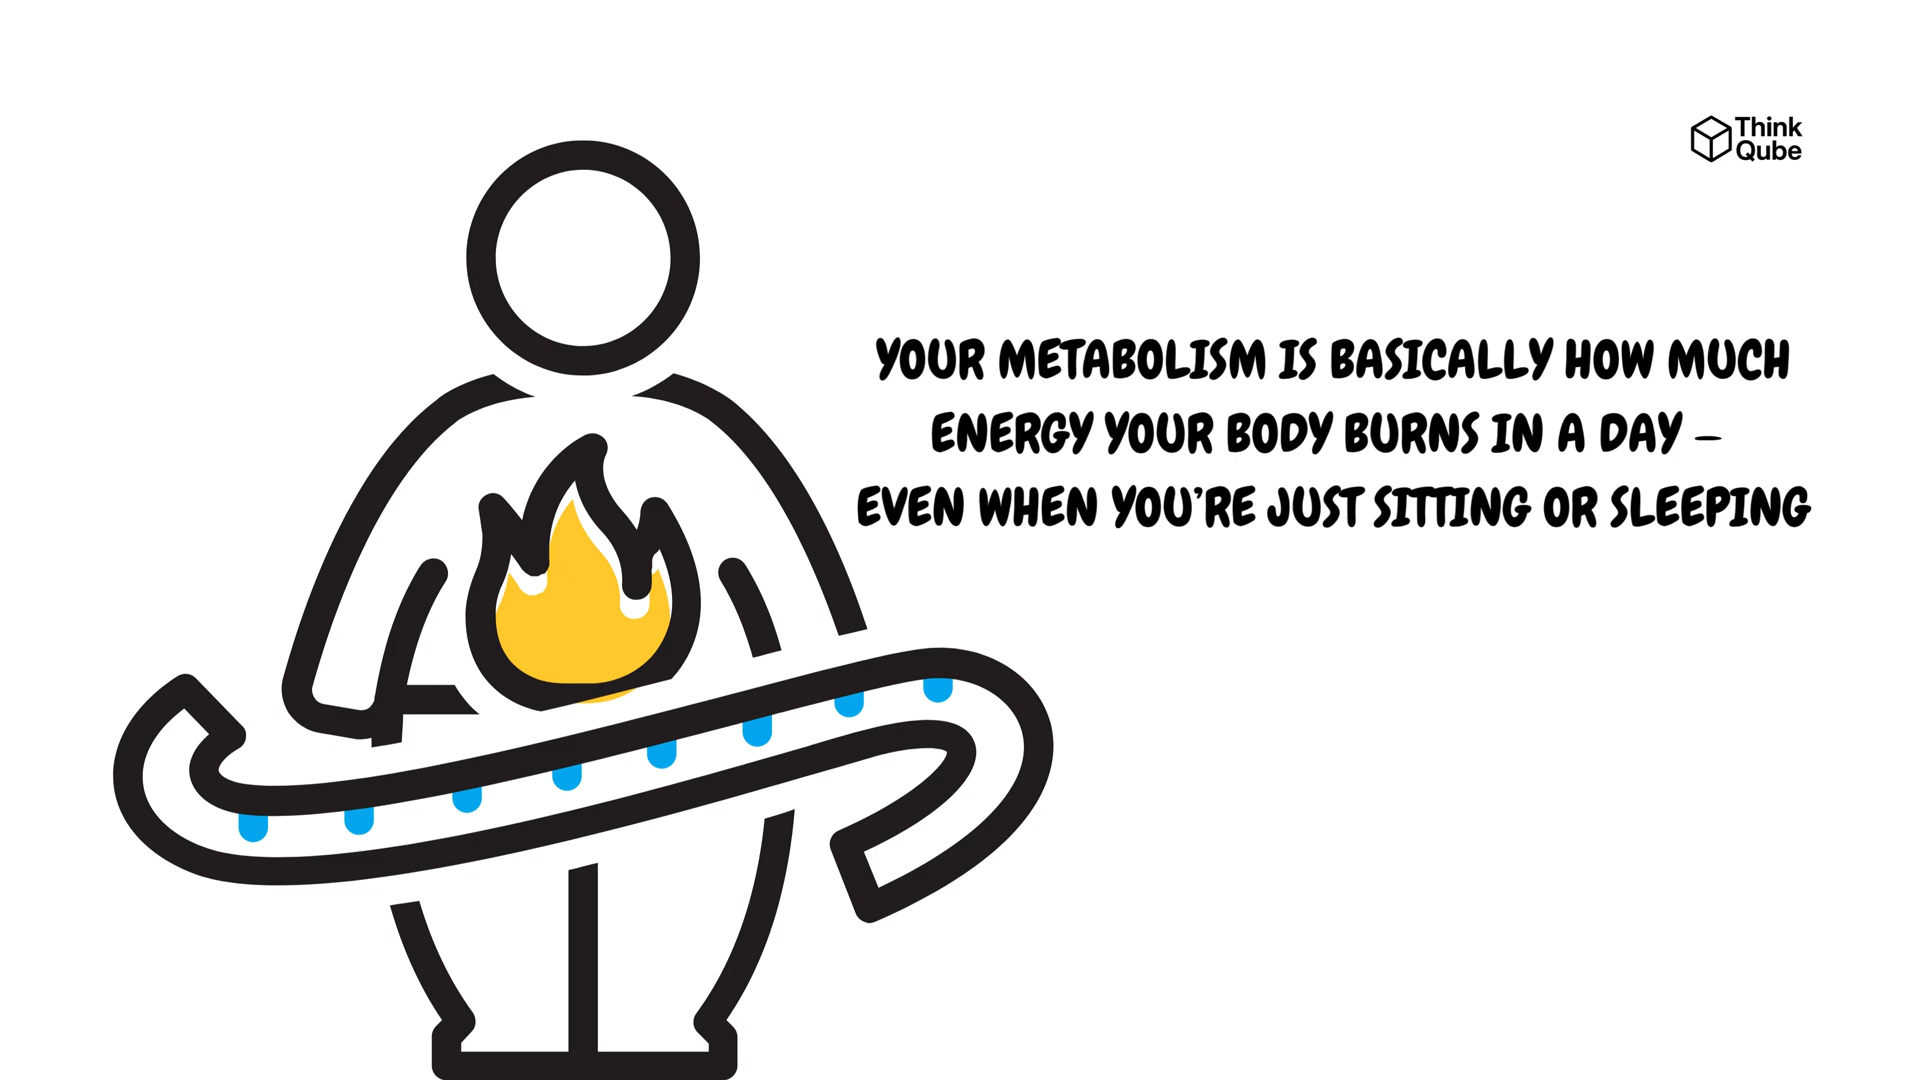 Think
Qube
YOUR METABOLISM IS BASICALLY HOW MUCH
ENERGY YOUR BODY BURNS IN A DAY –
EVEN WHEN YOU’RE JUST SITTING OR SLEEPING